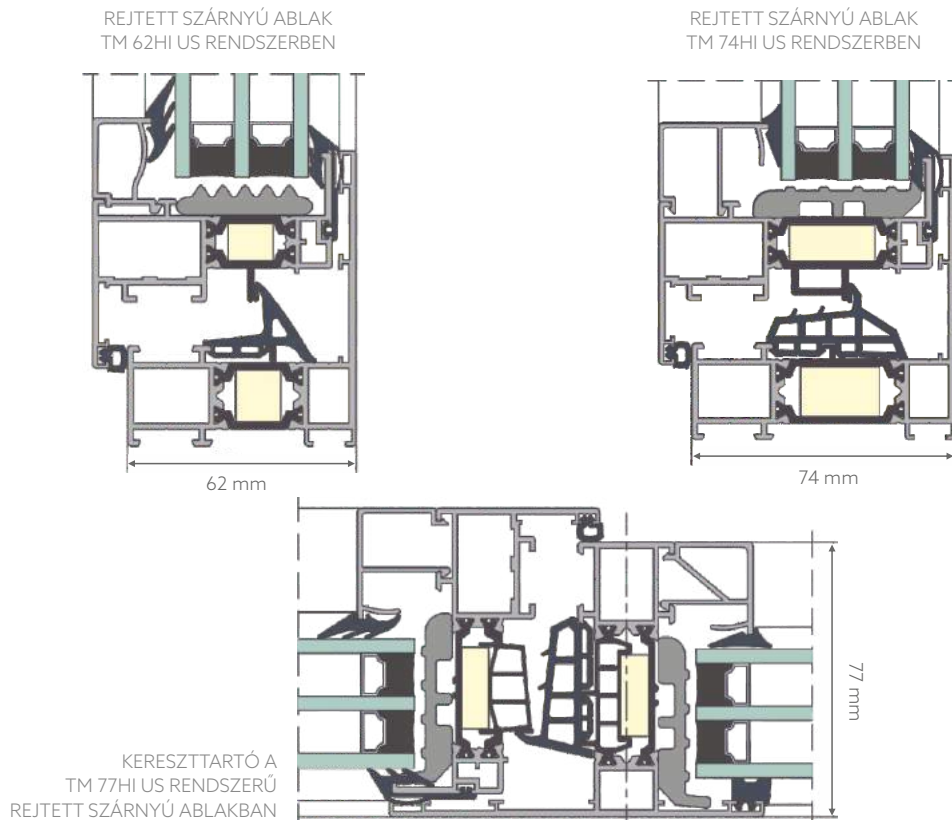 REJTETT SZÁRNYÚ ABLAK
TM 62HI US RENDSZERBEN
REJTETT SZÁRNYÚ ABLAK
TM 74HI US RENDSZERBEN
62 mm
74 mm
77 mm
KERESZTTARTÓ A
TM 77HI US RENDSZERŰ
REJTETT SZÁRNYÚ ABLAKBAN